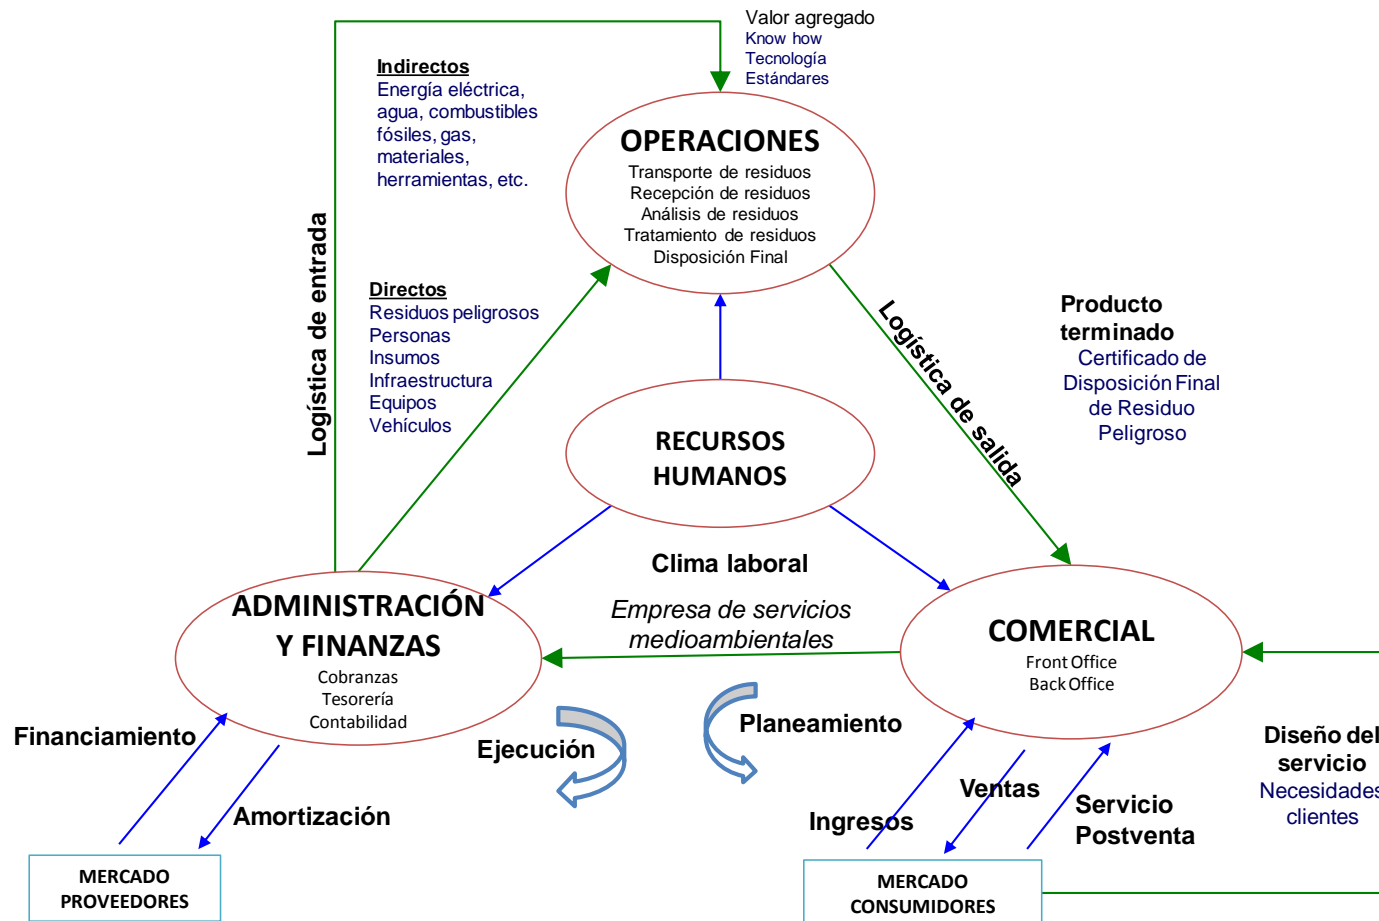 Valor agregado
Know how
Tecnología
Estándares
Indirectos
Energía eléctrica,
agua, combustibles
fósiles, gas,
materiales,
herramientas, etc.
OPERACIONES
Transporte de residuos
Recepción de residuos
Análisis de residuos
Tratamiento de residuos
Disposición Final
Logística de entrada
Directos
Residuos peligrosos
Personas
Insumos
Infraestructura
Equipos
Vehículos
Logística de salida
Producto
terminado
Certificado de
Disposición Final
de Residuo
Peligroso
RECURSOS
HUMANOS
Clima laboral
Empresa de servicios
medioambientales
ADMINISTRACIÓN
Y FINANZAS
Cobranzas
Tesorería
Contabilidad
COMERCIAL
Front Office
Back Office
Financiamiento
Ejecución
Planeamiento
Diseño del
servicio
Necesidades
clientes
Amortización
Ingresos
Ventas
Servicio
Postventa
MERCADO
PROVEEDORES
MERCADO
CONSUMIDORES